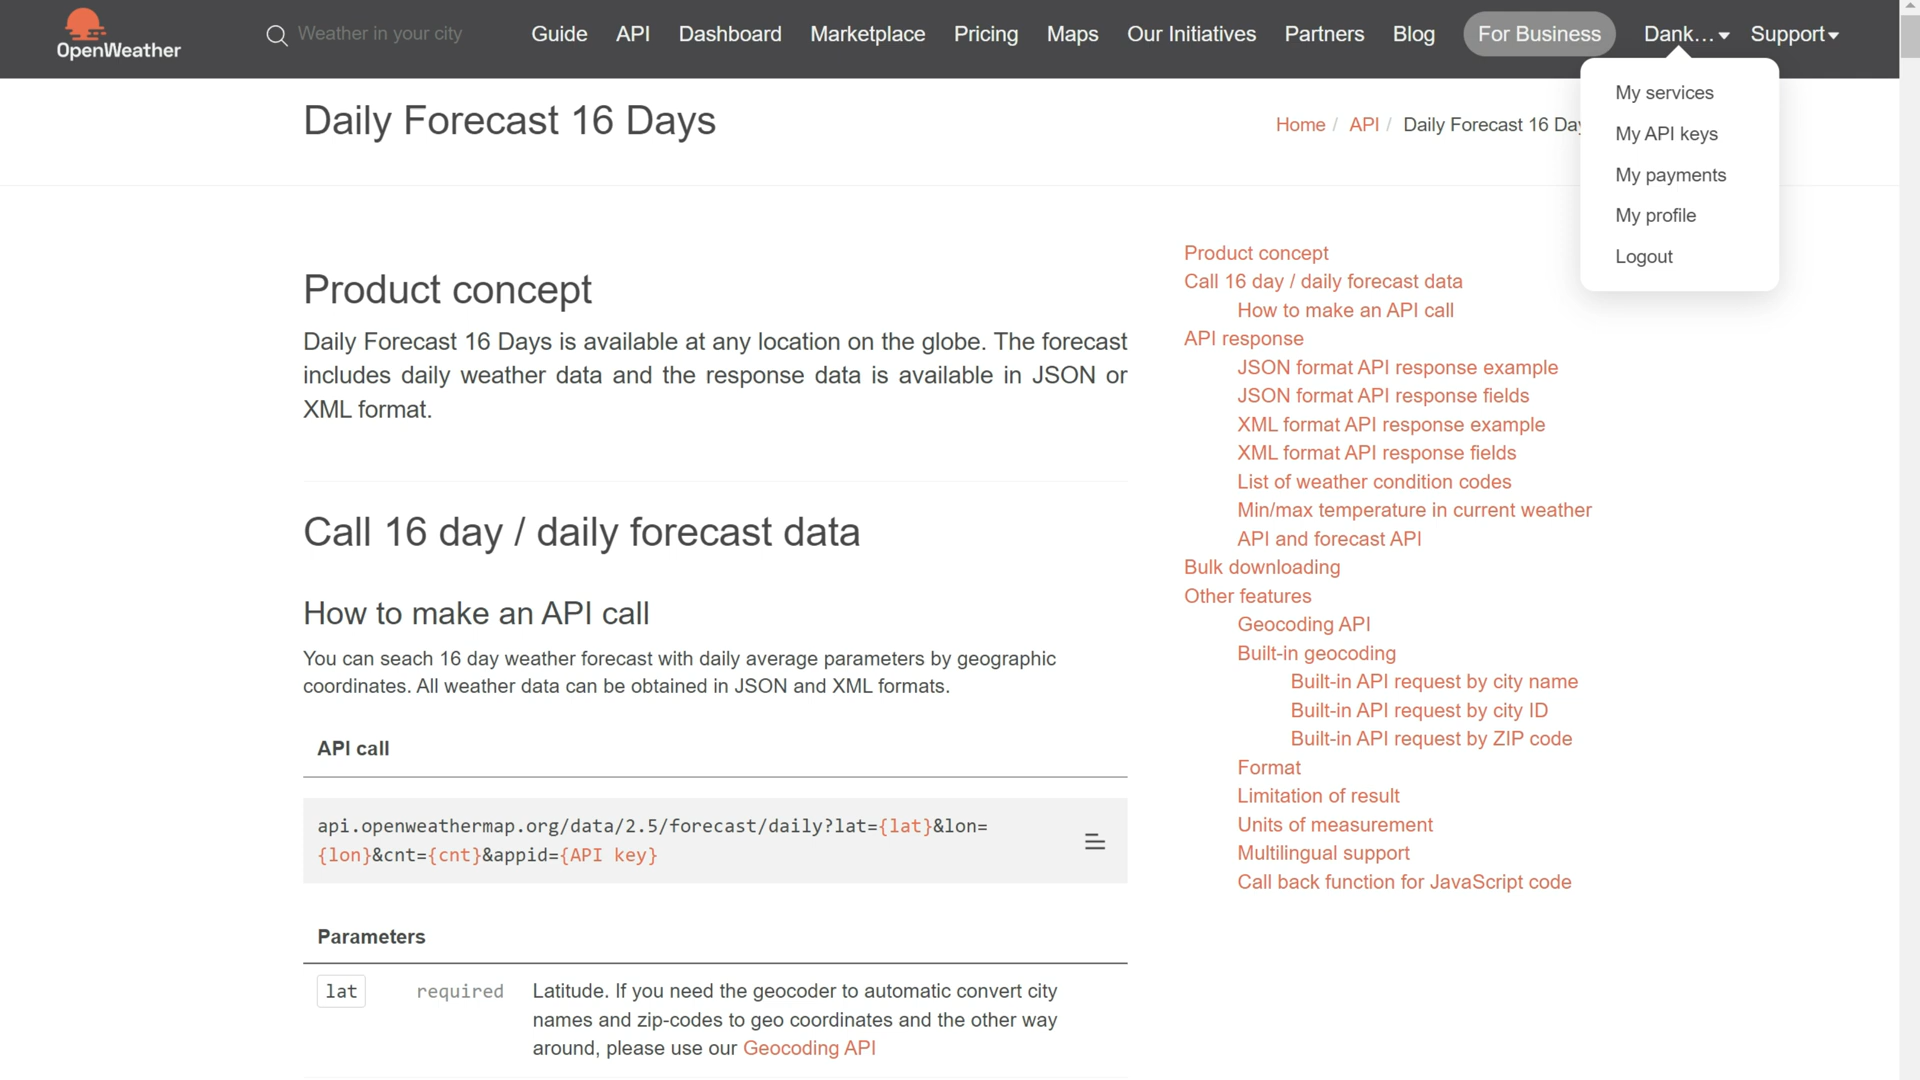 OpenWeather
Weather in your city
Guide API Dashboard Marketplace Pricing Maps Our Initiatives Partners Blog For Business Dank... Support
My services
My API keys
My payments
My profile
Logout
Daily Forecast 16 Days
Home / API / Daily Forecast 16 Day
Product concept
Daily Forecast 16 Days is available at any location on the globe. The forecast
includes daily weather data and the response data is available in JSON or
XML format.
Call 16 day / daily forecast data
How to make an API call
You can seach 16 day weather forecast with daily average parameters by geographic
coordinates. All weather data can be obtained in JSON and XML formats.
API call
api.openweathermap.org/data/2.5/forecast/daily?lat={lat}&lon=
{lon}&cnt={cnt}&appid={API key}
Parameters
lat required Latitude. If you need the geocoder to automatic convert city
names and zip-codes to geo coordinates and the other way
around, please use our Geocoding API
Product concept
Call 16 day / daily forecast data
How to make an API call
API response
JSON format API response example
JSON format API response fields
XML format API response example
XML format API response fields
List of weather condition codes
Min/max temperature in current weather
API and forecast API
Bulk downloading
Other features
Geocoding API
Built-in geocoding
Built-in API request by city name
Built-in API request by city ID
Built-in API request by ZIP code
Format
Limitation of result
Units of measurement
Multilingual support
Call back function for JavaScript code